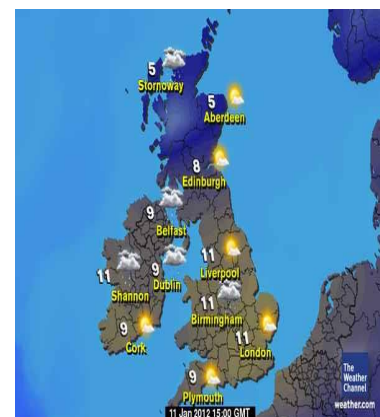 5
Stornoway
5
Aberdeen
8
Edinburgh
9
Belfast
11
Liverpool
11
Shannon
9
Dublin
11
Birmingham
9
Cork
11
London
9
Plymouth
The
Weather
Channel
weather.com
11 Jan 2012 15:00 GMT